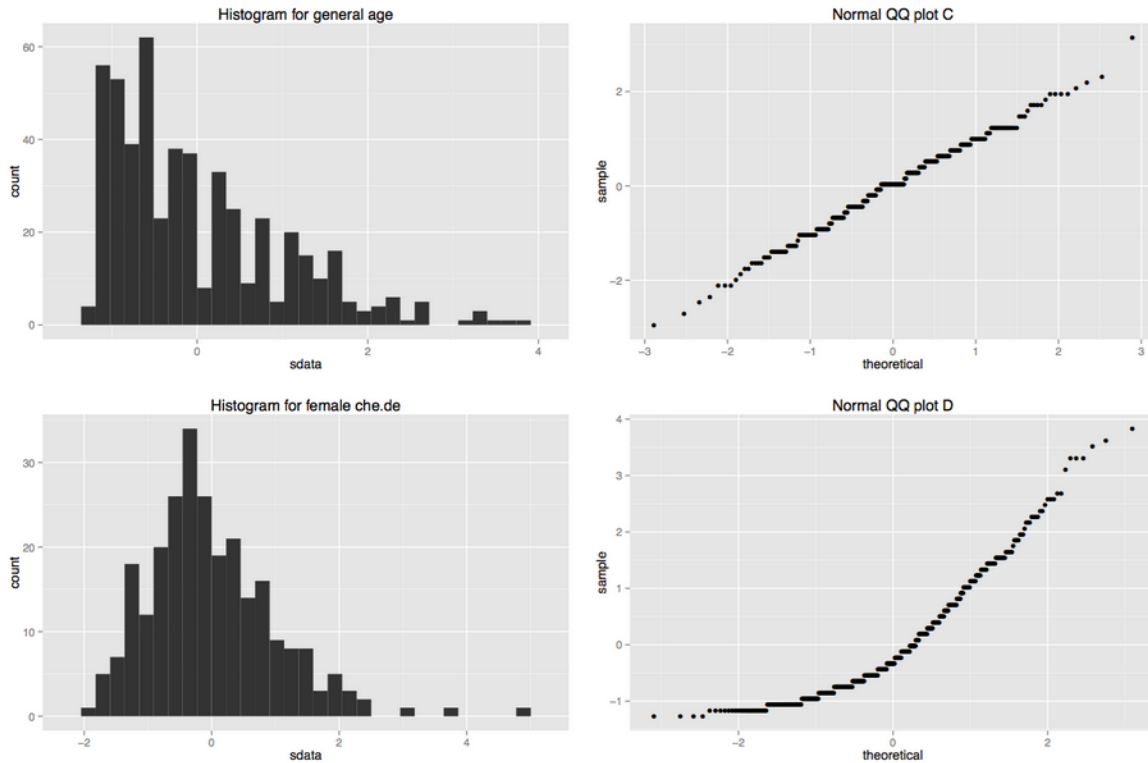 Histogram for general age
60
40
20
0
count
0
2
4
sdata
Normal QQ plot C
2
0
−2
sample
−3
−2
−1
0
1
2
3
theoretical
Histogram for female che.de
30
20
10
0
count
−2
0
2
4
sdata
Normal QQ plot D
4
3
2
1
0
−1
sample
−2
0
2
theoretical